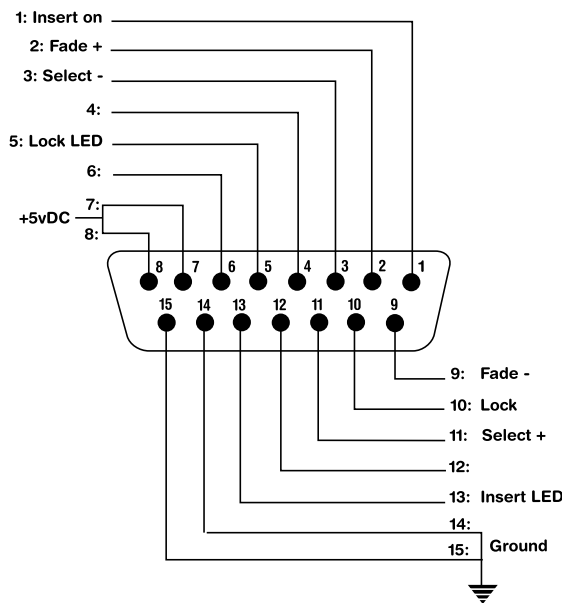 1: Insert on
2: Fade +
3: Select -
4:
5: Lock LED
6:
7:
+5vDC
8:
8 7 6 5 4 3 2 1
15 14 13 12 11 10 9
9: Fade -
10: Lock
11: Select +
12:
13: Insert LED
14:
Ground
15: